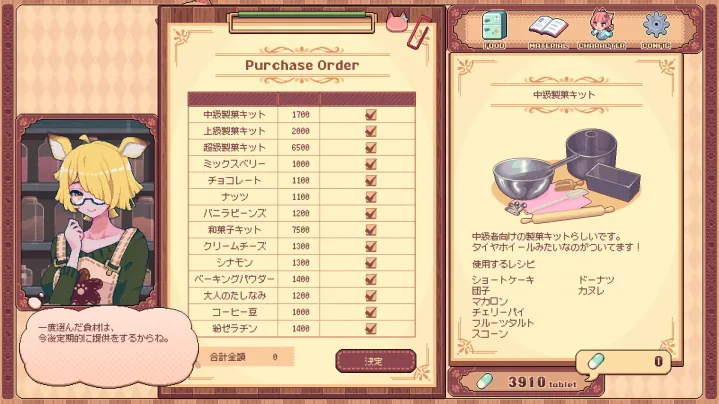 FOOD
MATERIAL
CHARACTER
CONFIG
Purchase Order
中級製菓キット 1700
上級製菓キット 2000
超級製菓キット 6500
ミックスベリー 1000
チョコレート 1100
ナッツ 1100
バニラビーンズ 1200
和菓子キット 7500
クリームチーズ 1300
シナモン 1300
ベーキングパウダー 1400
大人のたしなみ 1200
コーヒー豆 1000
粉ゼラチン 1400
合計金額 0
決定
中級製菓キット
中級者向けの製菓キットらしいです。
タイヤホイールみたいなのがついてます！
使用するレシピ
ショートケーキ ドーナツ
団子 カヌレ
マカロン
チェリーパイ
フルーツタルト
スコーン
0
3910 tablet
一度選んだ食材は、
今後定期的に提供をするからね。